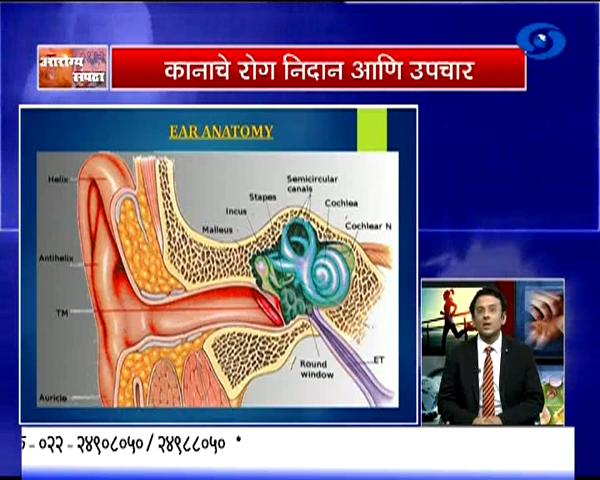 आरोग्य
संपदा
कानाचे रोग निदान आणि उपचार
EAR ANATOMY
Helix
Semicircular
canals
Stapes
Cochlea
Incus
Cochlear N
Malleus
Antihelix
TM
Round
window
ET
Auricle
- ०२२ - २४९०८०५० / २४९८८०५० *